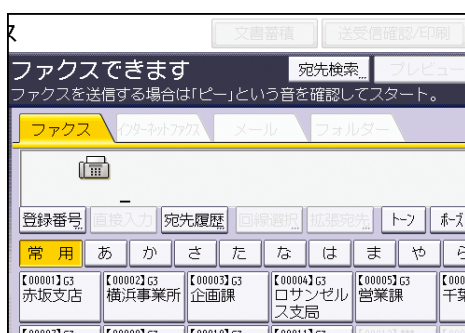 文書蓄積 送受信確認/印刷
ファクスできます 宛先検索 プレビュー
ファクスを送信する場合は「ピー」という音を確認してスタート。
ファクス インターネットファクス メール フォルダー
登録番号 直接入力 宛先履歴 回線選択 拡張宛先 トーン ポーズ
常用 あ か さ た な は ま や ら
【00001】G3 【00002】G3 【00003】G3 【00004】G3 【00005】G3
赤坂支店 横浜事業所 企画課 ロサンゼル 営業課 千葉
ス支局